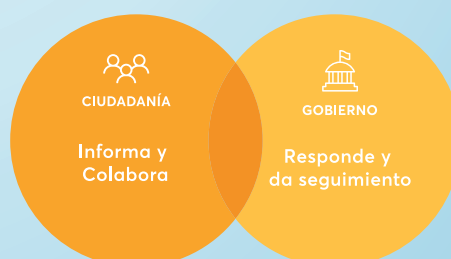 CIUDADANÍA
Informa y
Colabora
GOBIERNO
Responde y
da seguimiento